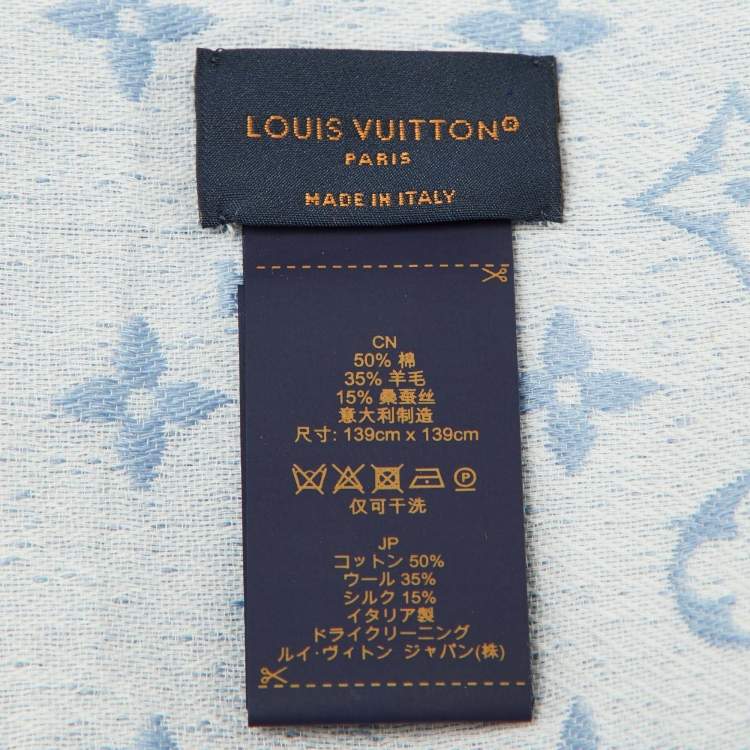 LOUIS VUITTON®
PARIS
MADE IN ITALY
CN
50% 棉
35% 羊毛
15% 桑蚕丝
意大利制造
尺寸: 139cm x 139cm
P
仅可干洗
JP
コットン 50%
ウール 35%
シルク 15%
イタリア製
ドライクリーニング
ルイ·ヴィトン ジャパン(株)